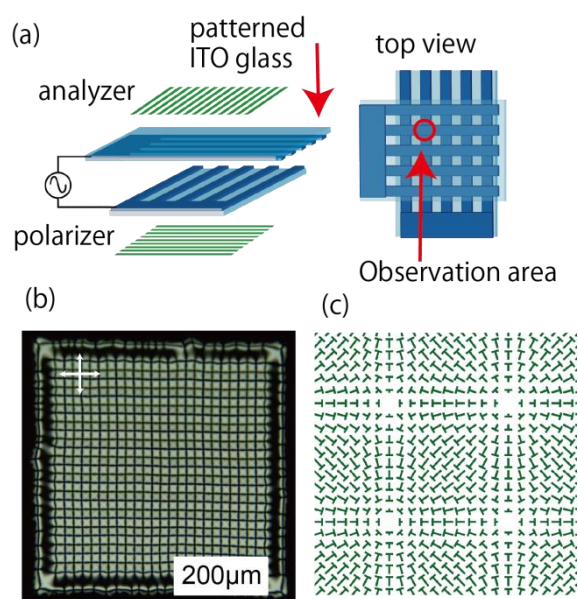 (a)
patterned
ITO glass
top view
analyzer
polarizer
Observation area
(b)
(c)
200μm